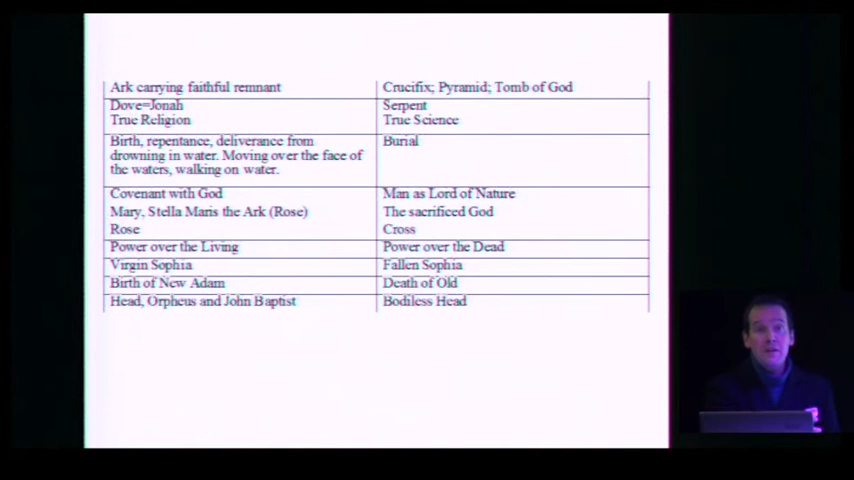 Ark carrying faithful remnant
Crucifix; Pyramid; Tomb of God
Dove=Jonah
True Religion
Serpent
True Science
Birth, repentance, deliverance from
drowning in water. Moving over the face of
the waters, walking on water.
Burial
Covenant with God
Mary, Stella Maris the Ark (Rose)
Rose
Man as Lord of Nature
The sacrificed God
Cross
Power over the Living
Power over the Dead
Virgin Sophia
Fallen Sophia
Birth of New Adam
Death of Old
Head, Orpheus and John Baptist
Bodiless Head